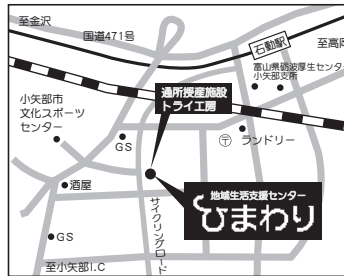 至金沢
国道471号
石動駅
至高岡
富山県砺波厚生センター
小矢部支所
通所授産施設
トライ工房
小矢部市
文化スポーツ
センター
GS
〒
ランドリー
酒屋
地域生活支援センター
ひまわり
サイクリングロード
GS
至小矢部I.C